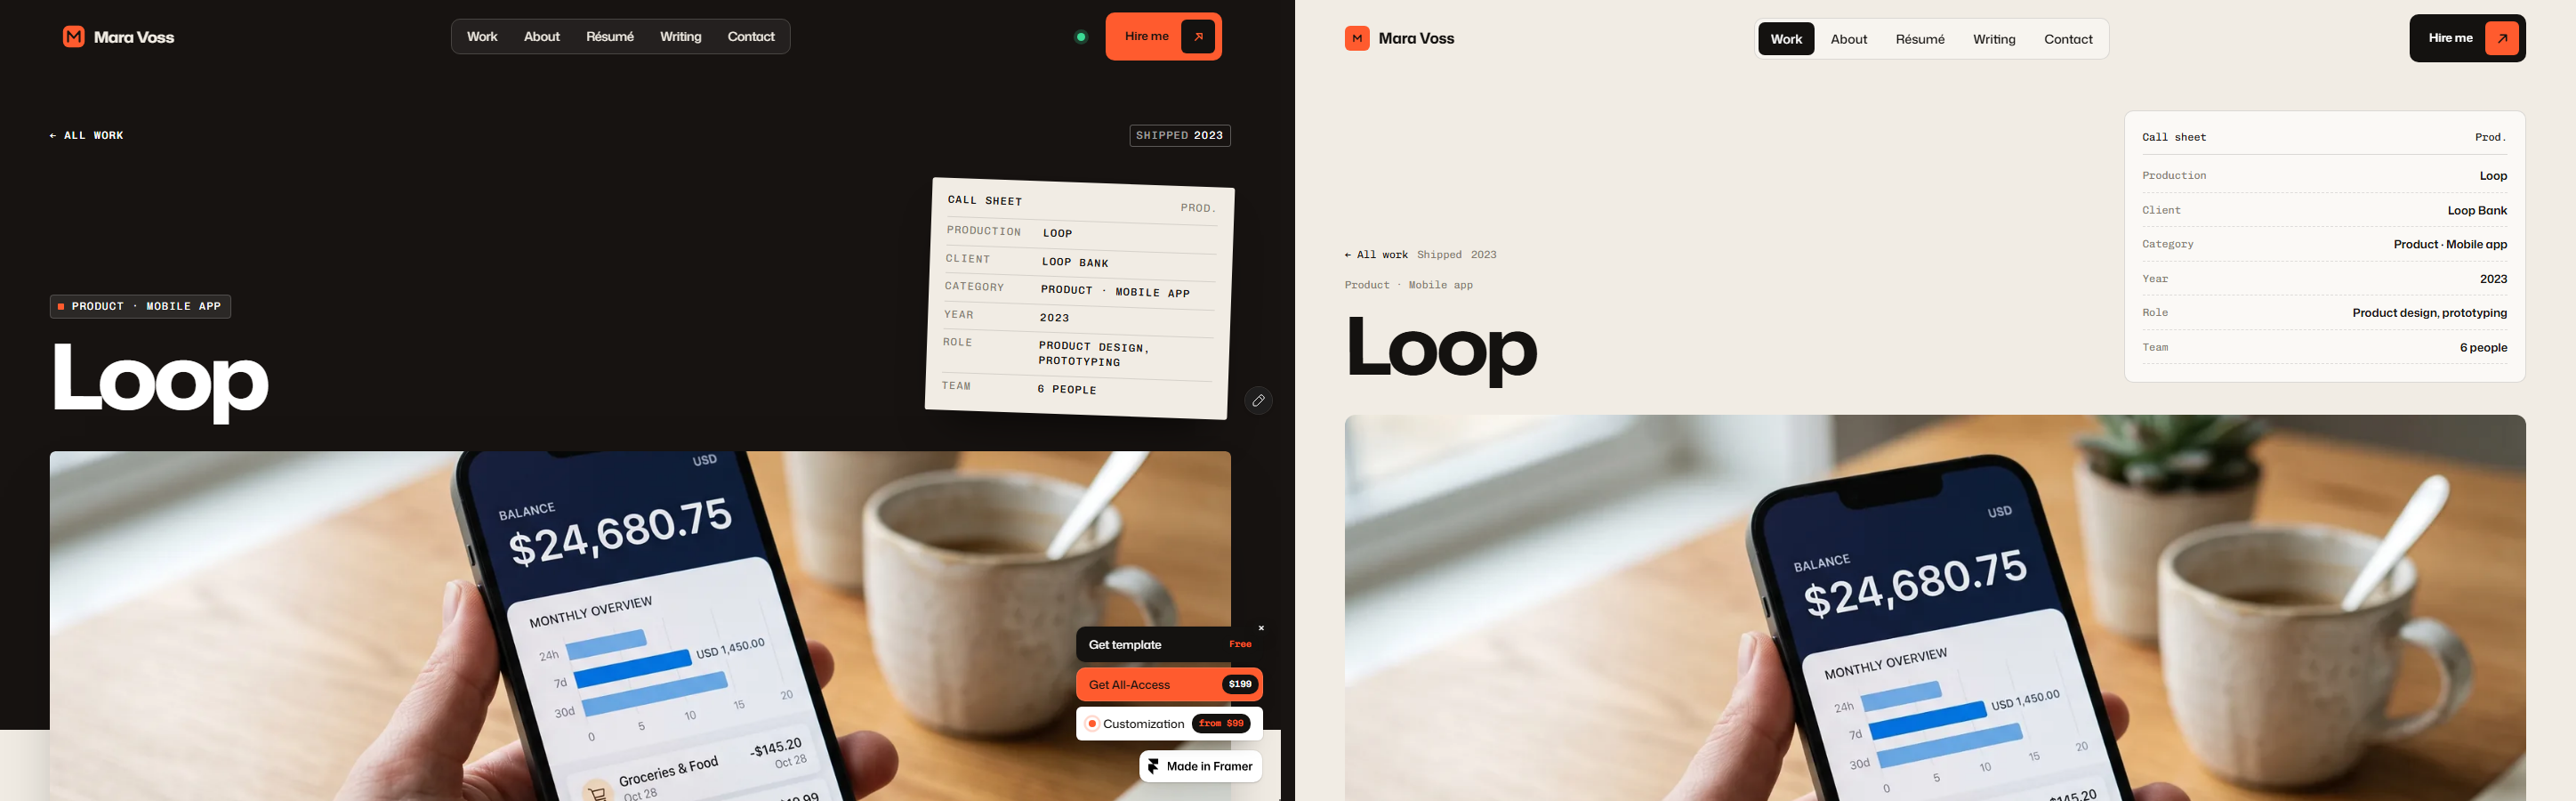 Mara Voss
Work About Résumé Writing Contact
Hire me
← ALL WORK
SHIPPED 2023
CALL SHEET PROD.
PRODUCTION LOOP
CLIENT LOOP BANK
CATEGORY PRODUCT · MOBILE APP
YEAR 2023
ROLE PRODUCT DESIGN,
PROTOTYPING
TEAM 6 PEOPLE
PRODUCT · MOBILE APP
Loop
USD
BALANCE
$24,680.75
MONTHLY OVERVIEW
24h
USD 1,450.00
7d
30d
0 5 10 15 20
Groceries & Food -$145.20
Oct 28 Oct 28
Get template Free
Get All-Access $199
Customization from $99
Made in Framer
Mara Voss
Work About Résumé Writing Contact
Hire me
Call sheet Prod.
Production Loop
Client Loop Bank
Category Product · Mobile app
Year 2023
Role Product design, prototyping
Team 6 people
← All work Shipped 2023
Product · Mobile app
Loop
USD
BALANCE
$24,680.75
MONTHLY OVERVIEW
24h
USD 1,450.00
7d
30d
0 5 10 15 20